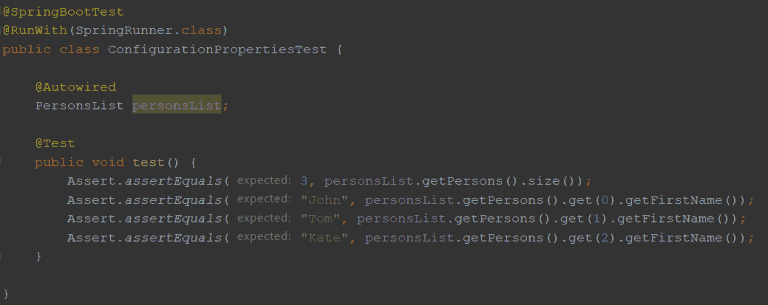 @SpringBootTest
@RunWith(SpringRunner.class)
public class ConfigurationPropertiesTest {
@Autowired
PersonsList personsList;
@Test
public void test() {
Assert.assertEquals( expected: 3, personsList.getPersons().size());
Assert.assertEquals( expected: "John", personsList.getPersons().get(0).getFirstName());
Assert.assertEquals( expected: "Tom", personsList.getPersons().get(1).getFirstName());
Assert.assertEquals( expected: "Kate", personsList.getPersons().get(2).getFirstName());
}
}